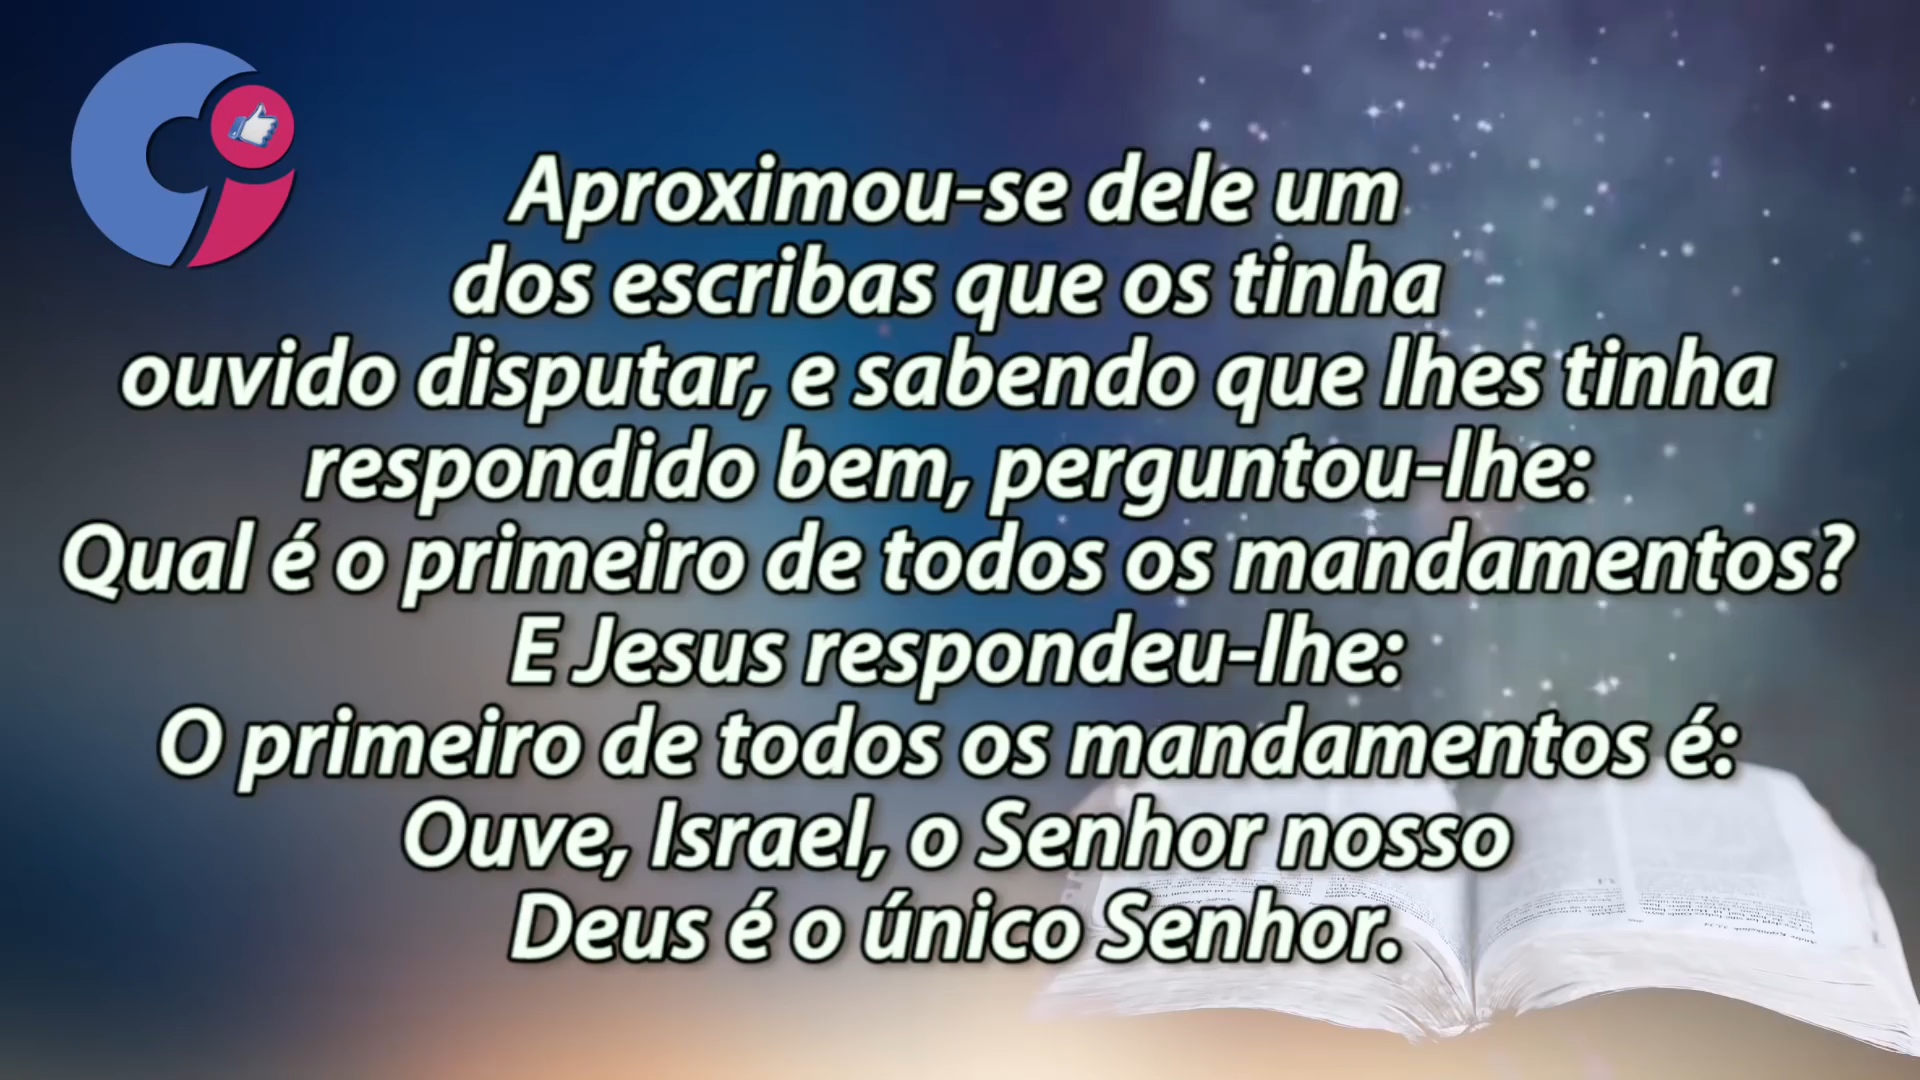 Aproximou-se dele um
dos escribas que os tinha
ouvido disputar, e sabendo que lhes tinha
respondido bem, perguntou-lhe:
Qual é o primeiro de todos os mandamentos?
E Jesus respondeu-lhe:
O primeiro de todos os mandamentos é:
Ouve, Israel, o Senhor nosso
Deus é o único Senhor.